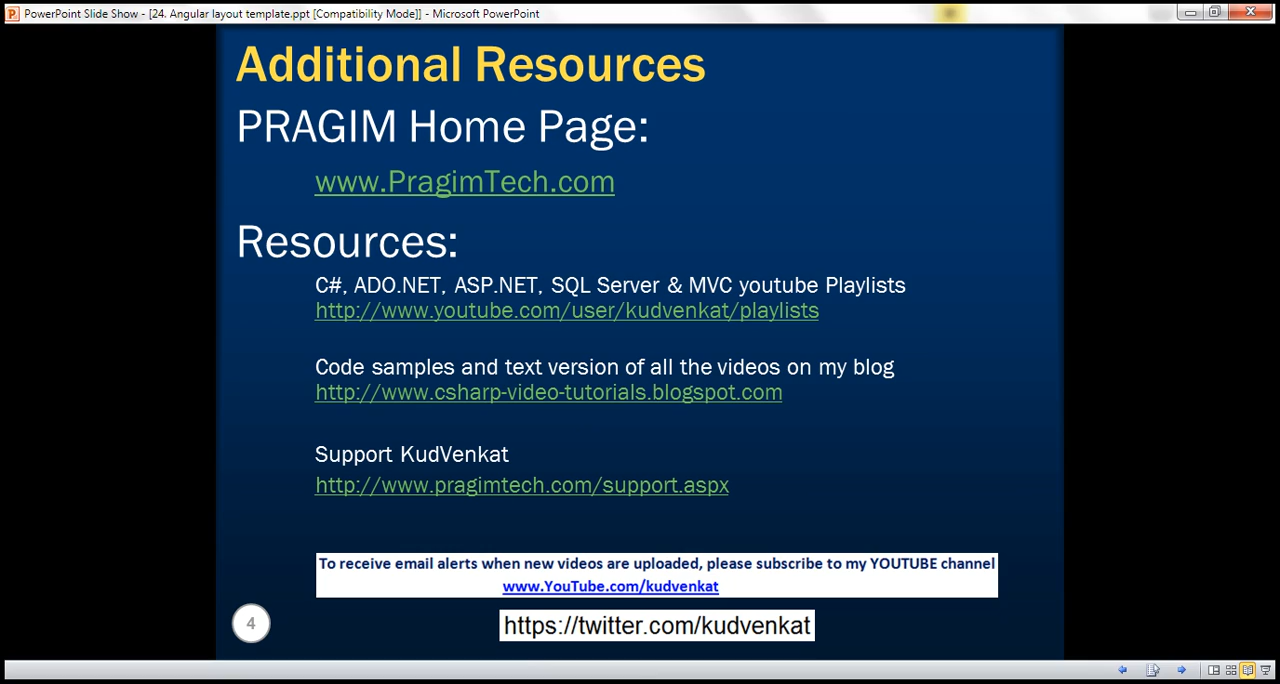 PowerPoint Slide Show - [24. Angular layout template.ppt [Compatibility Mode]] - Microsoft PowerPoint
Additional Resources
PRAGIM Home Page:
www.PragimTech.com
Resources:
C#, ADO.NET, ASP.NET, SQL Server & MVC youtube Playlists
http://www.youtube.com/user/kudvenkat/playlists
Code samples and text version of all the videos on my blog
http://www.csharp-video-tutorials.blogspot.com
Support KudVenkat
http://www.pragimtech.com/support.aspx
To receive email alerts when new videos are uploaded, please subscribe to my YOUTUBE channel
www.YouTube.com/kudvenkat
4
https://twitter.com/kudvenkat